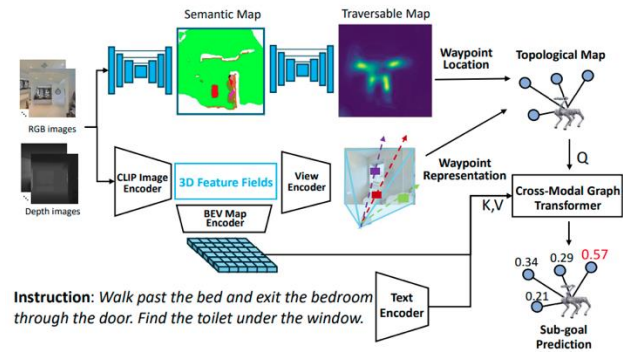 Semantic Map
Traversable Map
Waypoint
Location
Topological Map
RGB images
Depth images
CLIP Image
Encoder
3D Feature Fields
View
Encoder
BEV Map
Encoder
Waypoint
Representation
Q
K,V
Cross-Modal Graph
Transformer
0.34
0.29
0.57
0.21
Sub-goal
Prediction
Text
Encoder
Instruction: Walk past the bed and exit the bedroom
through the door. Find the toilet under the window.